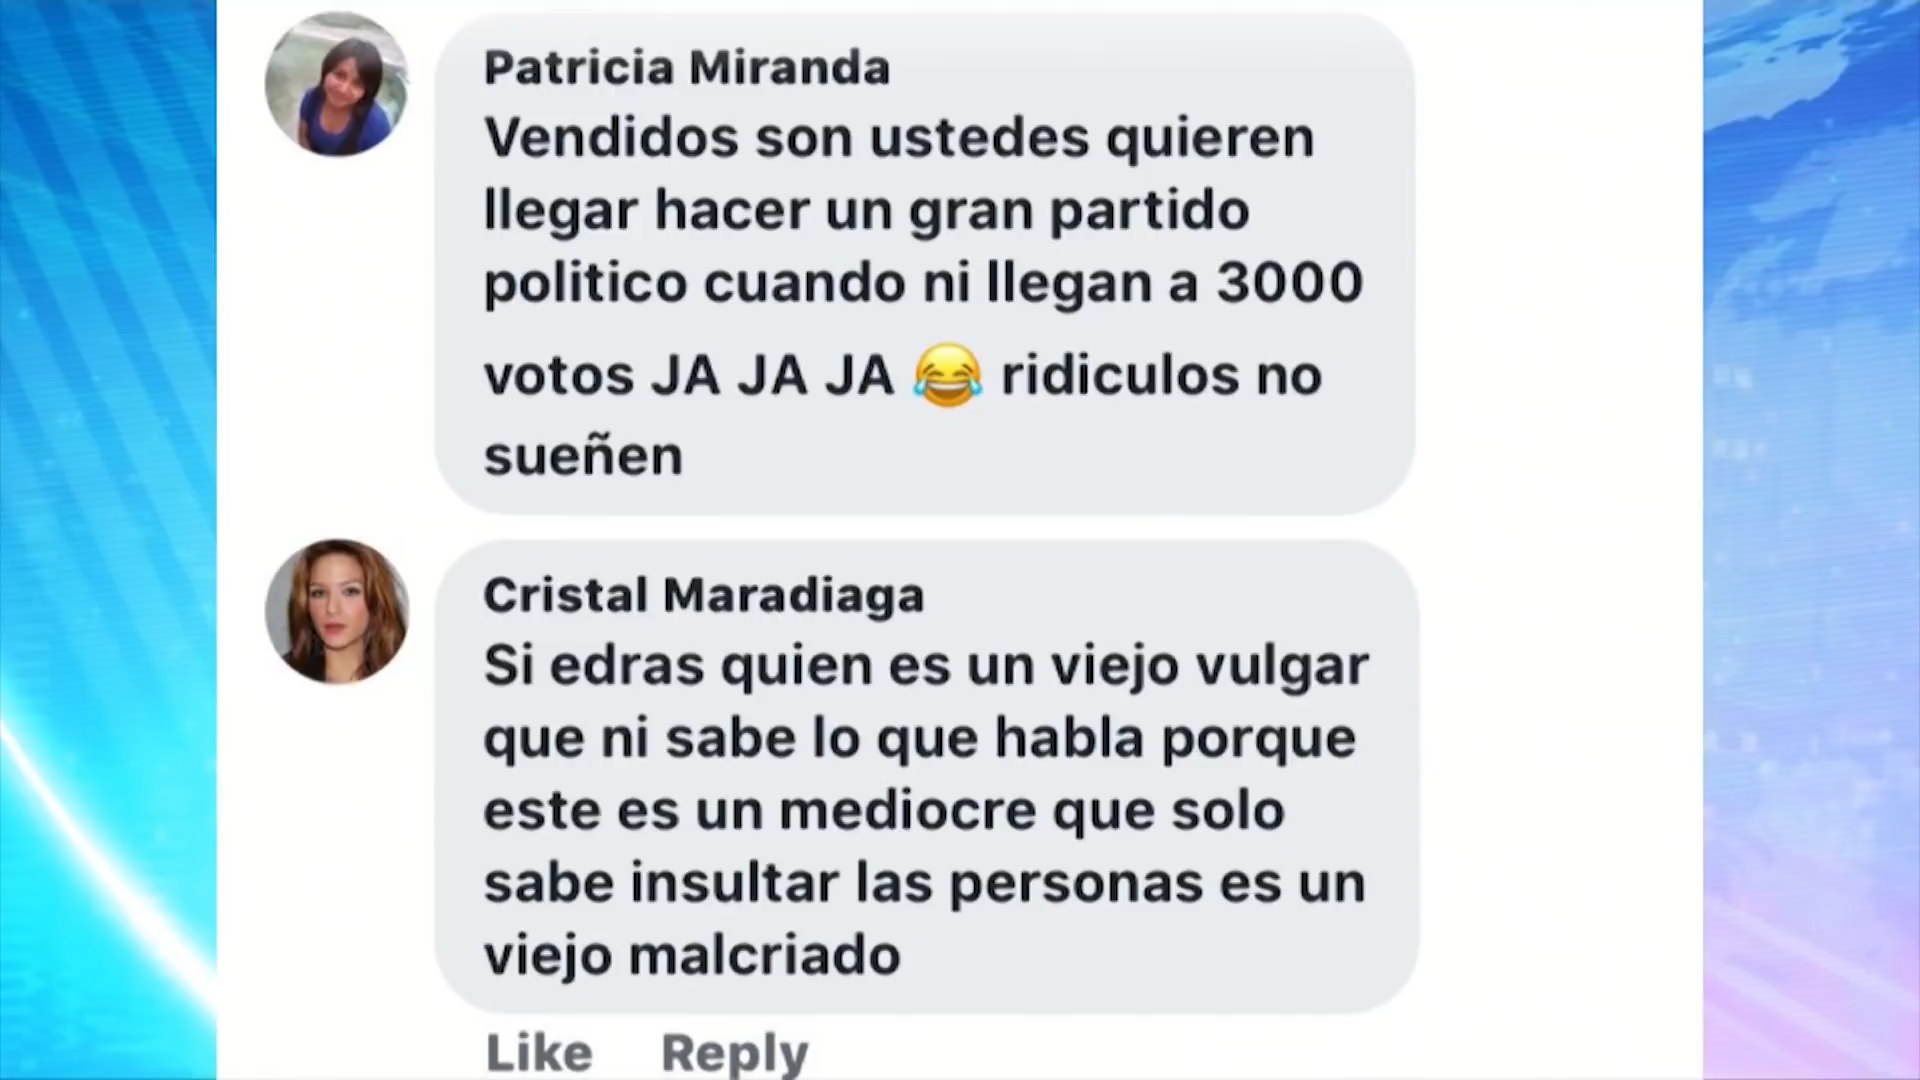 Patricia Miranda
Vendidos son ustedes quieren
llegar hacer un gran partido
politico cuando ni llegan a 3000
votos JA JA JA 😂 ridiculos no
sueñen
Cristal Maradiaga
Si edras quien es un viejo vulgar
que ni sabe lo que habla porque
este es un mediocre que solo
sabe insultar las personas es un
viejo malcriado
Like Reply